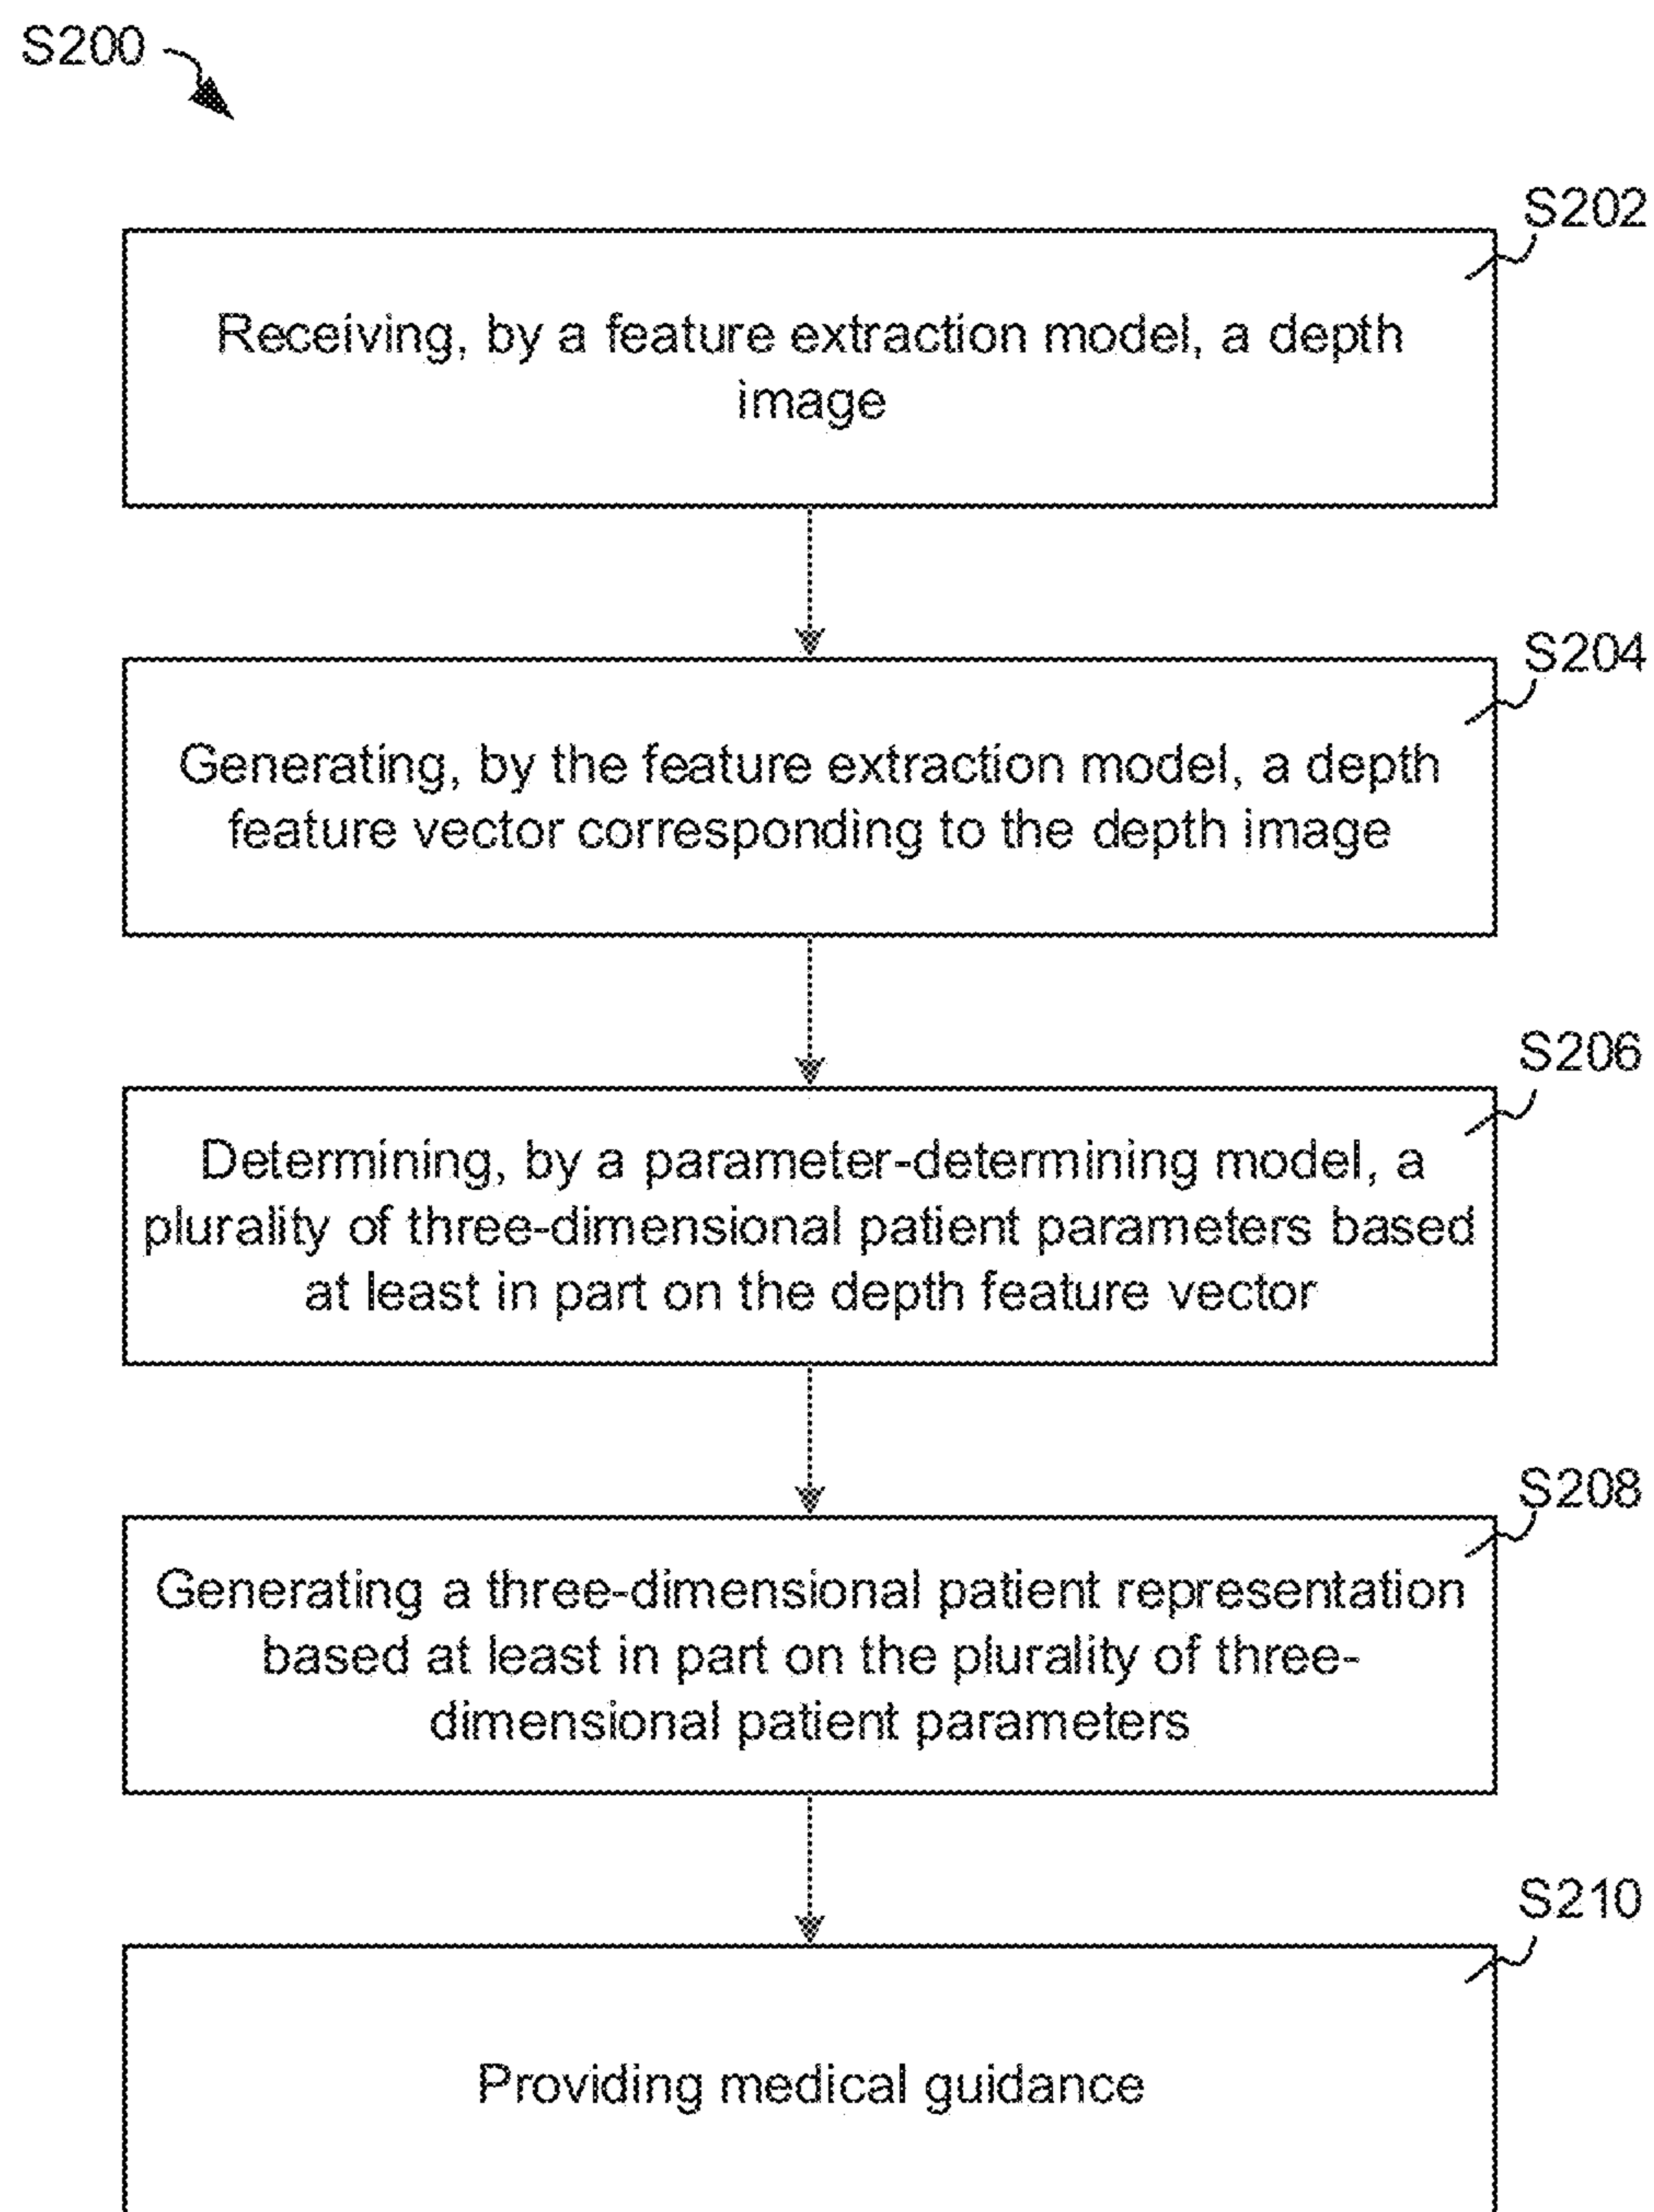 S200
S202
Receiving, by a feature extraction model, a depth
image
S204
Generating, by the feature extraction model, a depth
feature vector corresponding to the depth image
S206
Determining, by a parameter-determining model, a
plurality of three-dimensional patient parameters based
at least in part on the depth feature vector
S208
Generating a three-dimensional patient representation
based at least in part on the plurality of three-
dimensional patient parameters
S210
Providing medical guidance